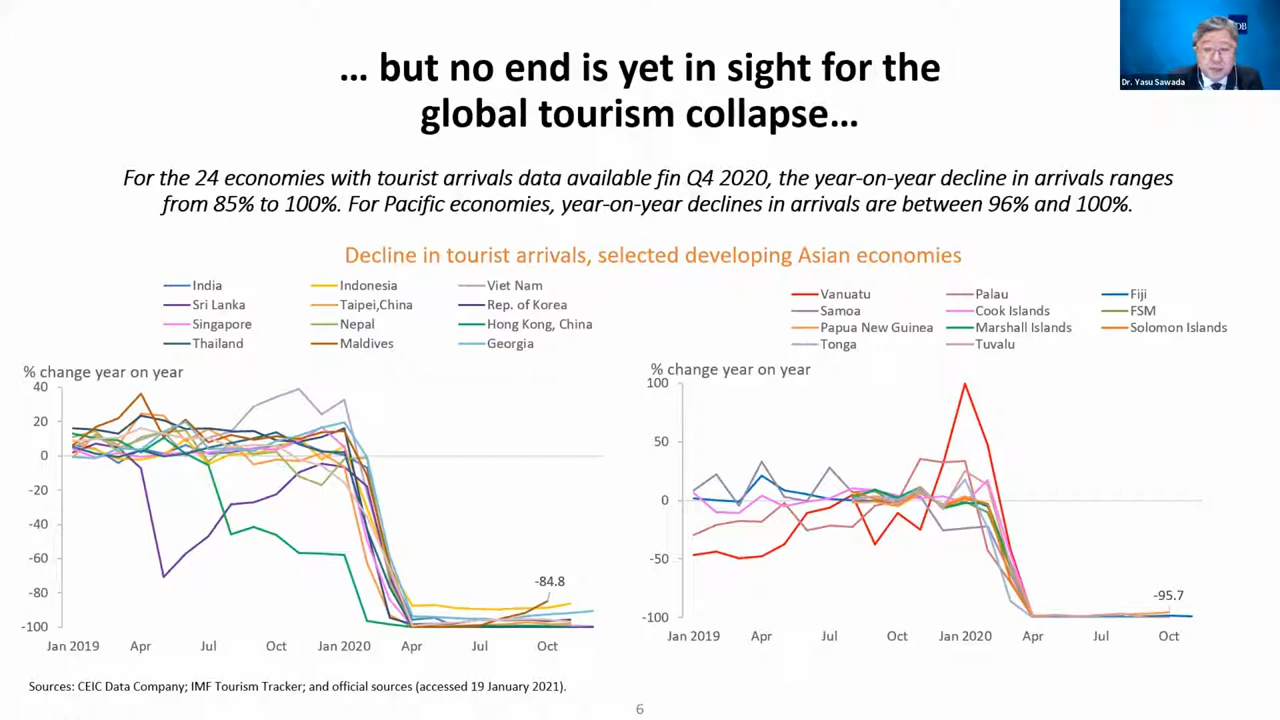 … but no end is yet in sight for the
global tourism collapse…
DB
Dr. Yasu Sawada
For the 24 economies with tourist arrivals data available fin Q4 2020, the year-on-year decline in arrivals ranges
from 85% to 100%. For Pacific economies, year-on-year declines in arrivals are between 96% and 100%.
Decline in tourist arrivals, selected developing Asian economies
India Indonesia Viet Nam
Sri Lanka Taipei,China Rep. of Korea
Singapore Nepal Hong Kong, China
Thailand Maldives Georgia
% change year on year
40
20
0
-20
-40
-60
-80
-100
-84.8
Jan 2019 Apr Jul Oct Jan 2020 Apr Jul Oct
Vanuatu Palau Fiji
Samoa Cook Islands FSM
Papua New Guinea Marshall Islands Solomon Islands
Tonga Tuvalu
% change year on year
100
50
0
-50
-100
-95.7
Jan 2019 Apr Jul Oct Jan 2020 Apr Jul Oct
Sources: CEIC Data Company; IMF Tourism Tracker; and official sources (accessed 19 January 2021).
6